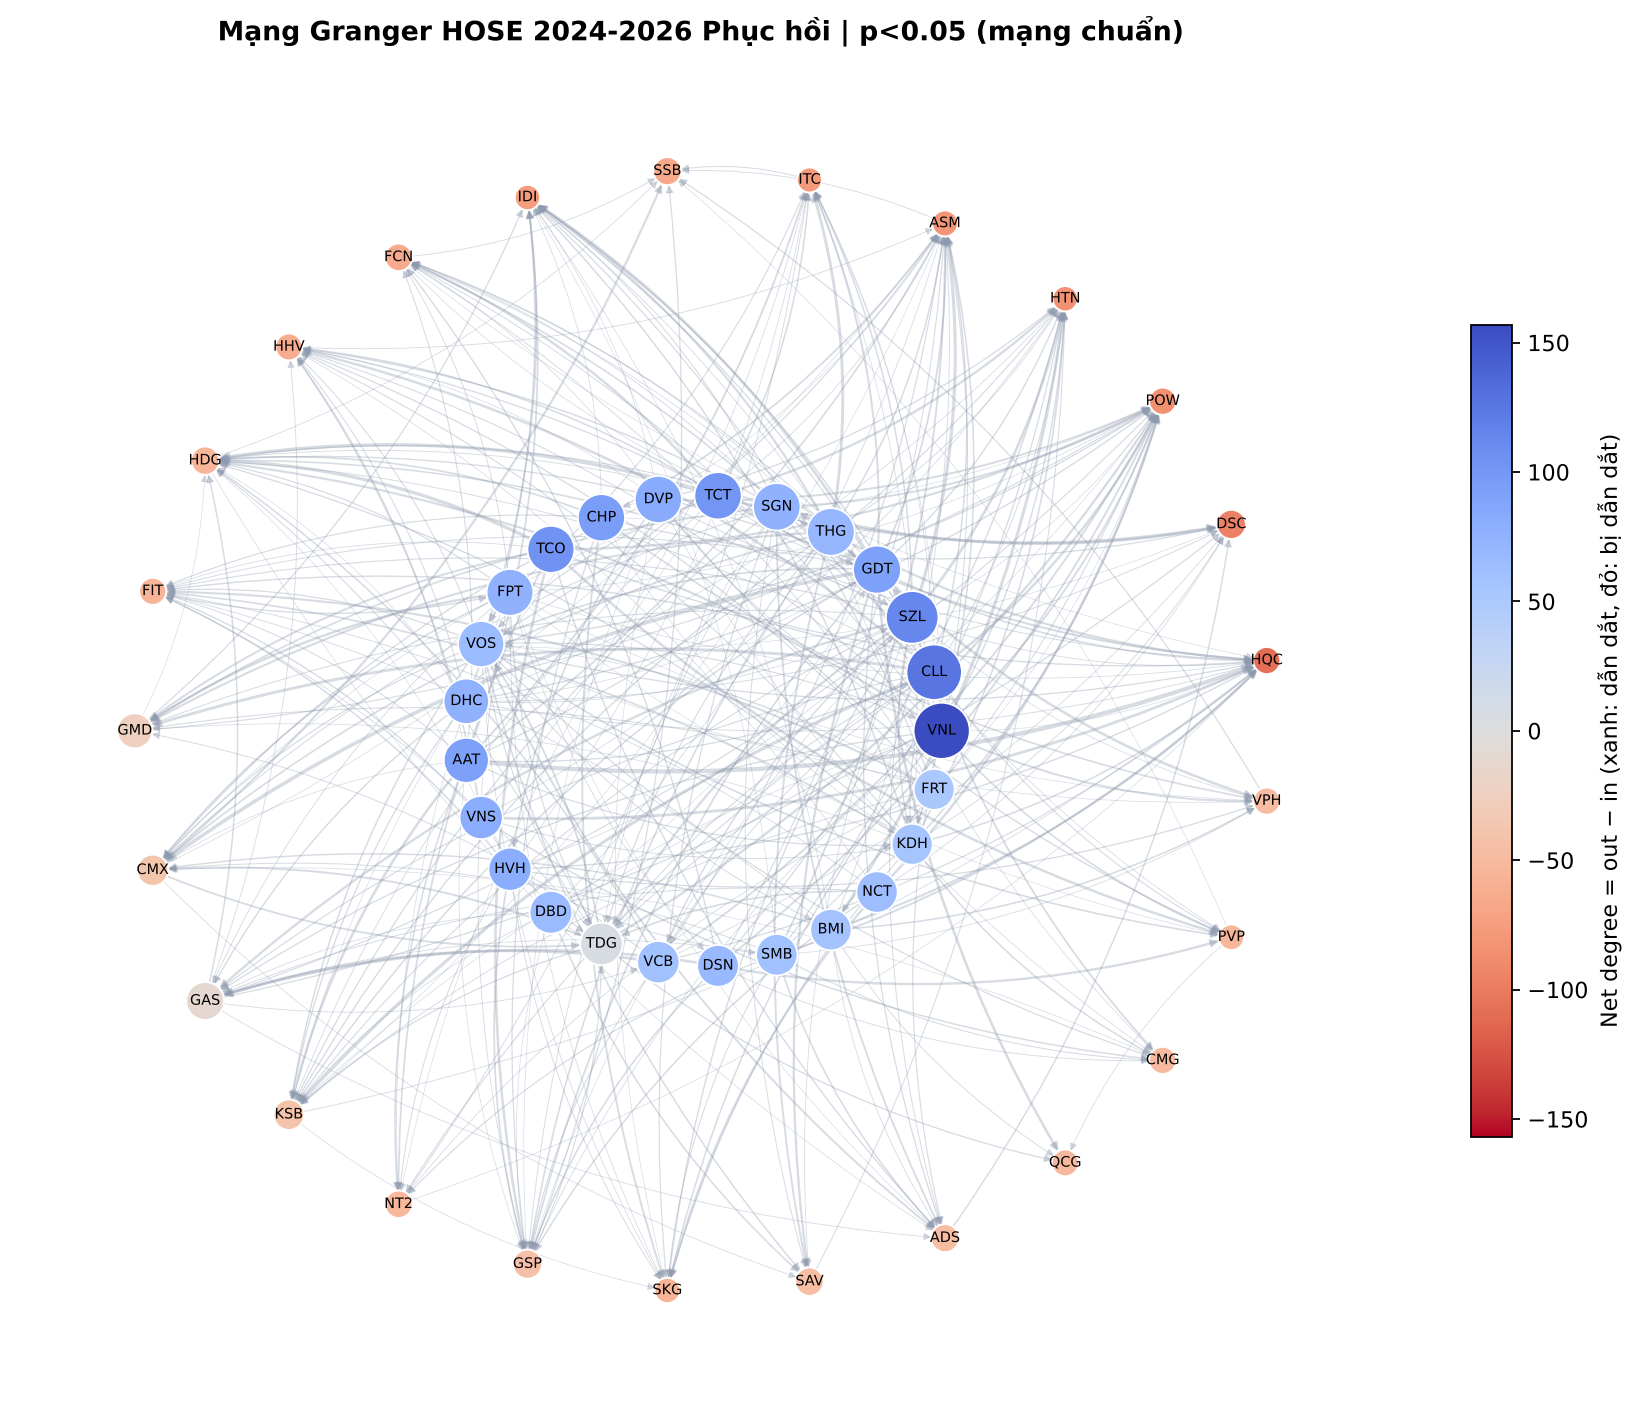 Mạng Granger HOSE 2024-2026 Phục hồi | p<0.05 (mạng chuẩn)
SSB
ITC
IDI
ASM
FCN
HTN
HHV
POW
HDG
DSC
TCT
DVP
SGN
CHP
THG
TCO
GDT
FIT
FPT
SZL
VOS
HQC
CLL
DHC
GMD
VNL
AAT
FRT
VPH
VNS
KDH
CMX
HVH
NCT
DBD
BMI
PVP
TDG
SMB
VCB
DSN
GAS
CMG
KSB
QCG
NT2
ADS
GSP
SAV
SKG
150
100
50
0
−50
−100
−150
Net degree = out − in (xanh: dẫn dắt, đỏ: bị dẫn dắt)